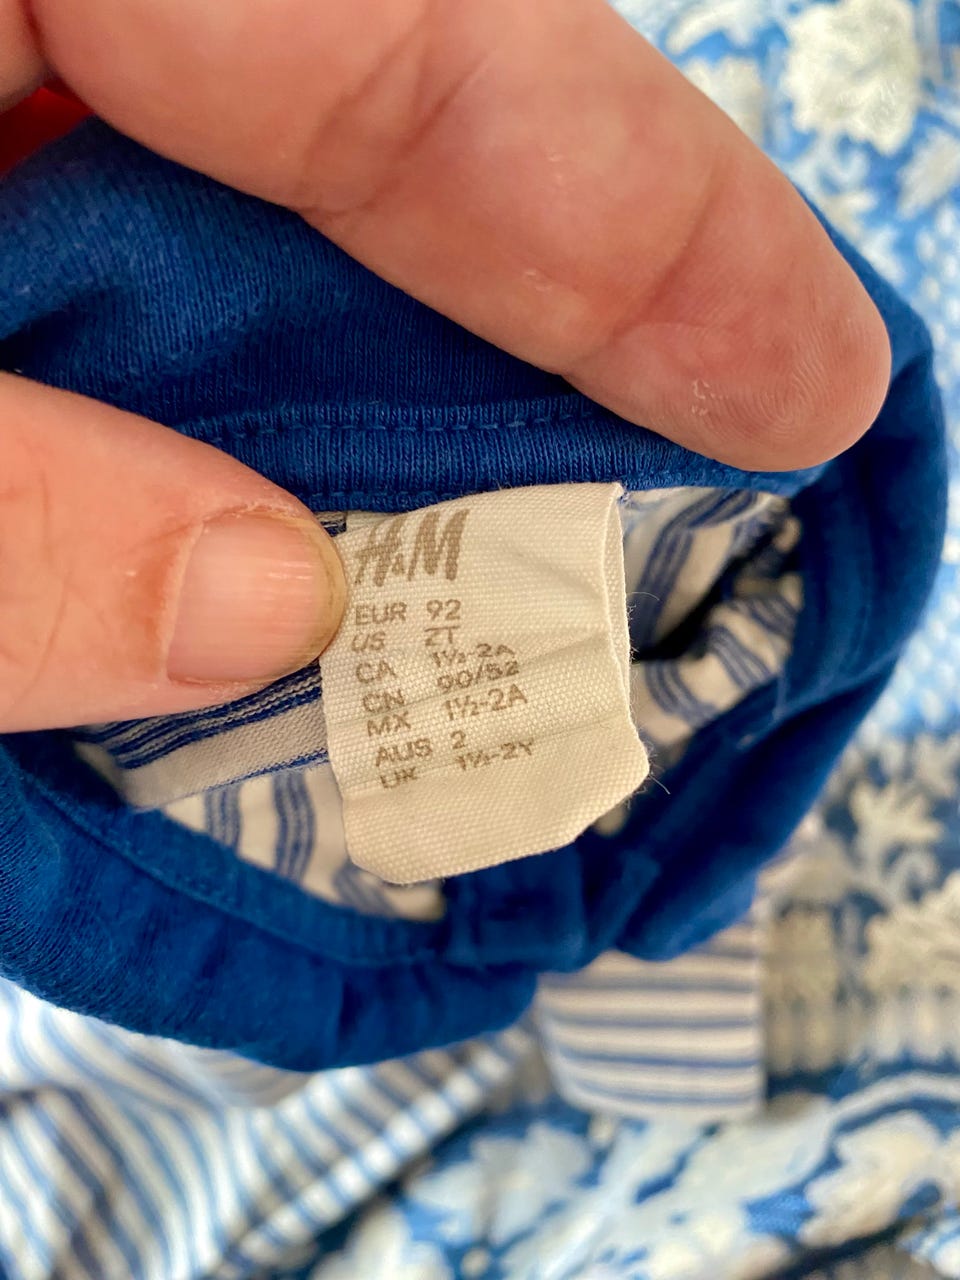 H&M
EUR 92
US 2T
CA 1½-2A
CN 90/52
MX 1½-2A
AUS 2
UK 1½-2Y